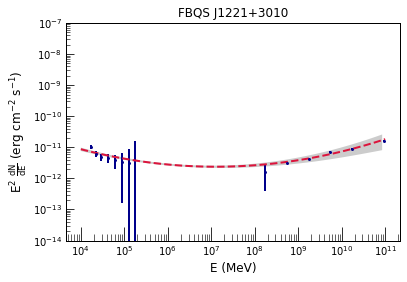 FBQS J1221+3010
10⁻⁷
10⁻⁸
10⁻⁹
10⁻¹⁰
10⁻¹¹
10⁻¹²
10⁻¹³
10⁻¹⁴
E² dN/dE (erg cm⁻² s⁻¹)
10⁴ 10⁵ 10⁶ 10⁷ 10⁸ 10⁹ 10¹⁰ 10¹¹
E (MeV)